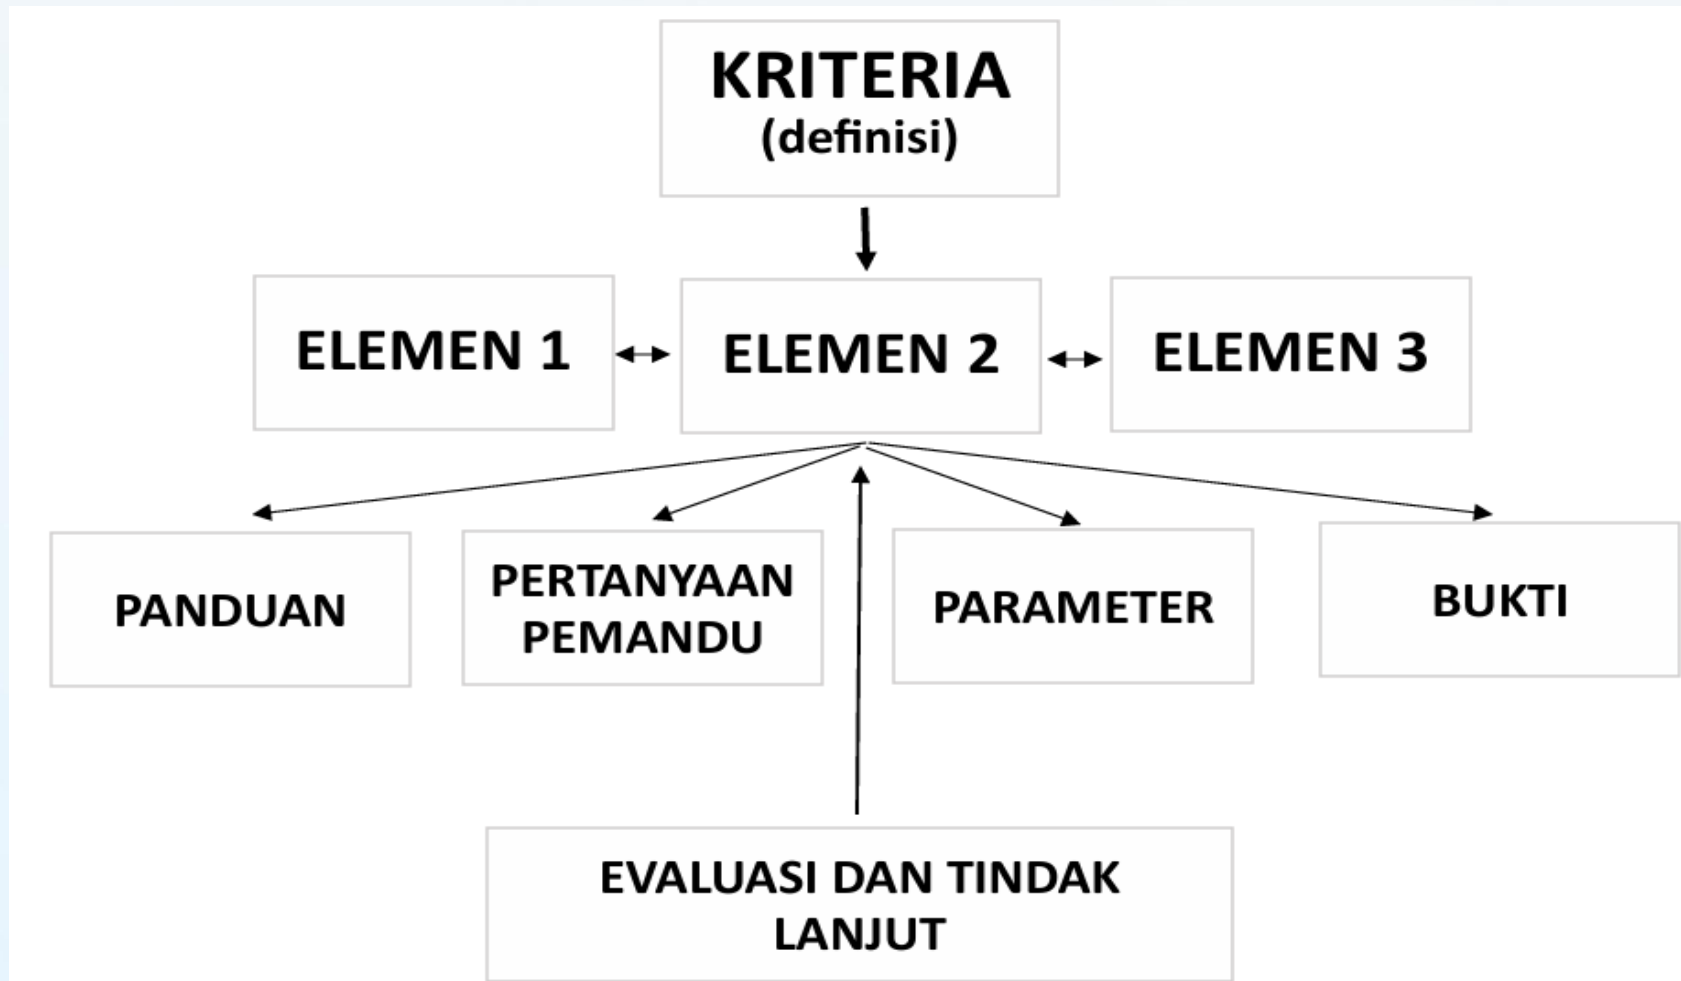 KRITERIA
(definisi)
ELEMEN 1
ELEMEN 2
ELEMEN 3
PANDUAN
PERTANYAAN
PEMANDU
PARAMETER
BUKTI
EVALUASI DAN TINDAK
LANJUT